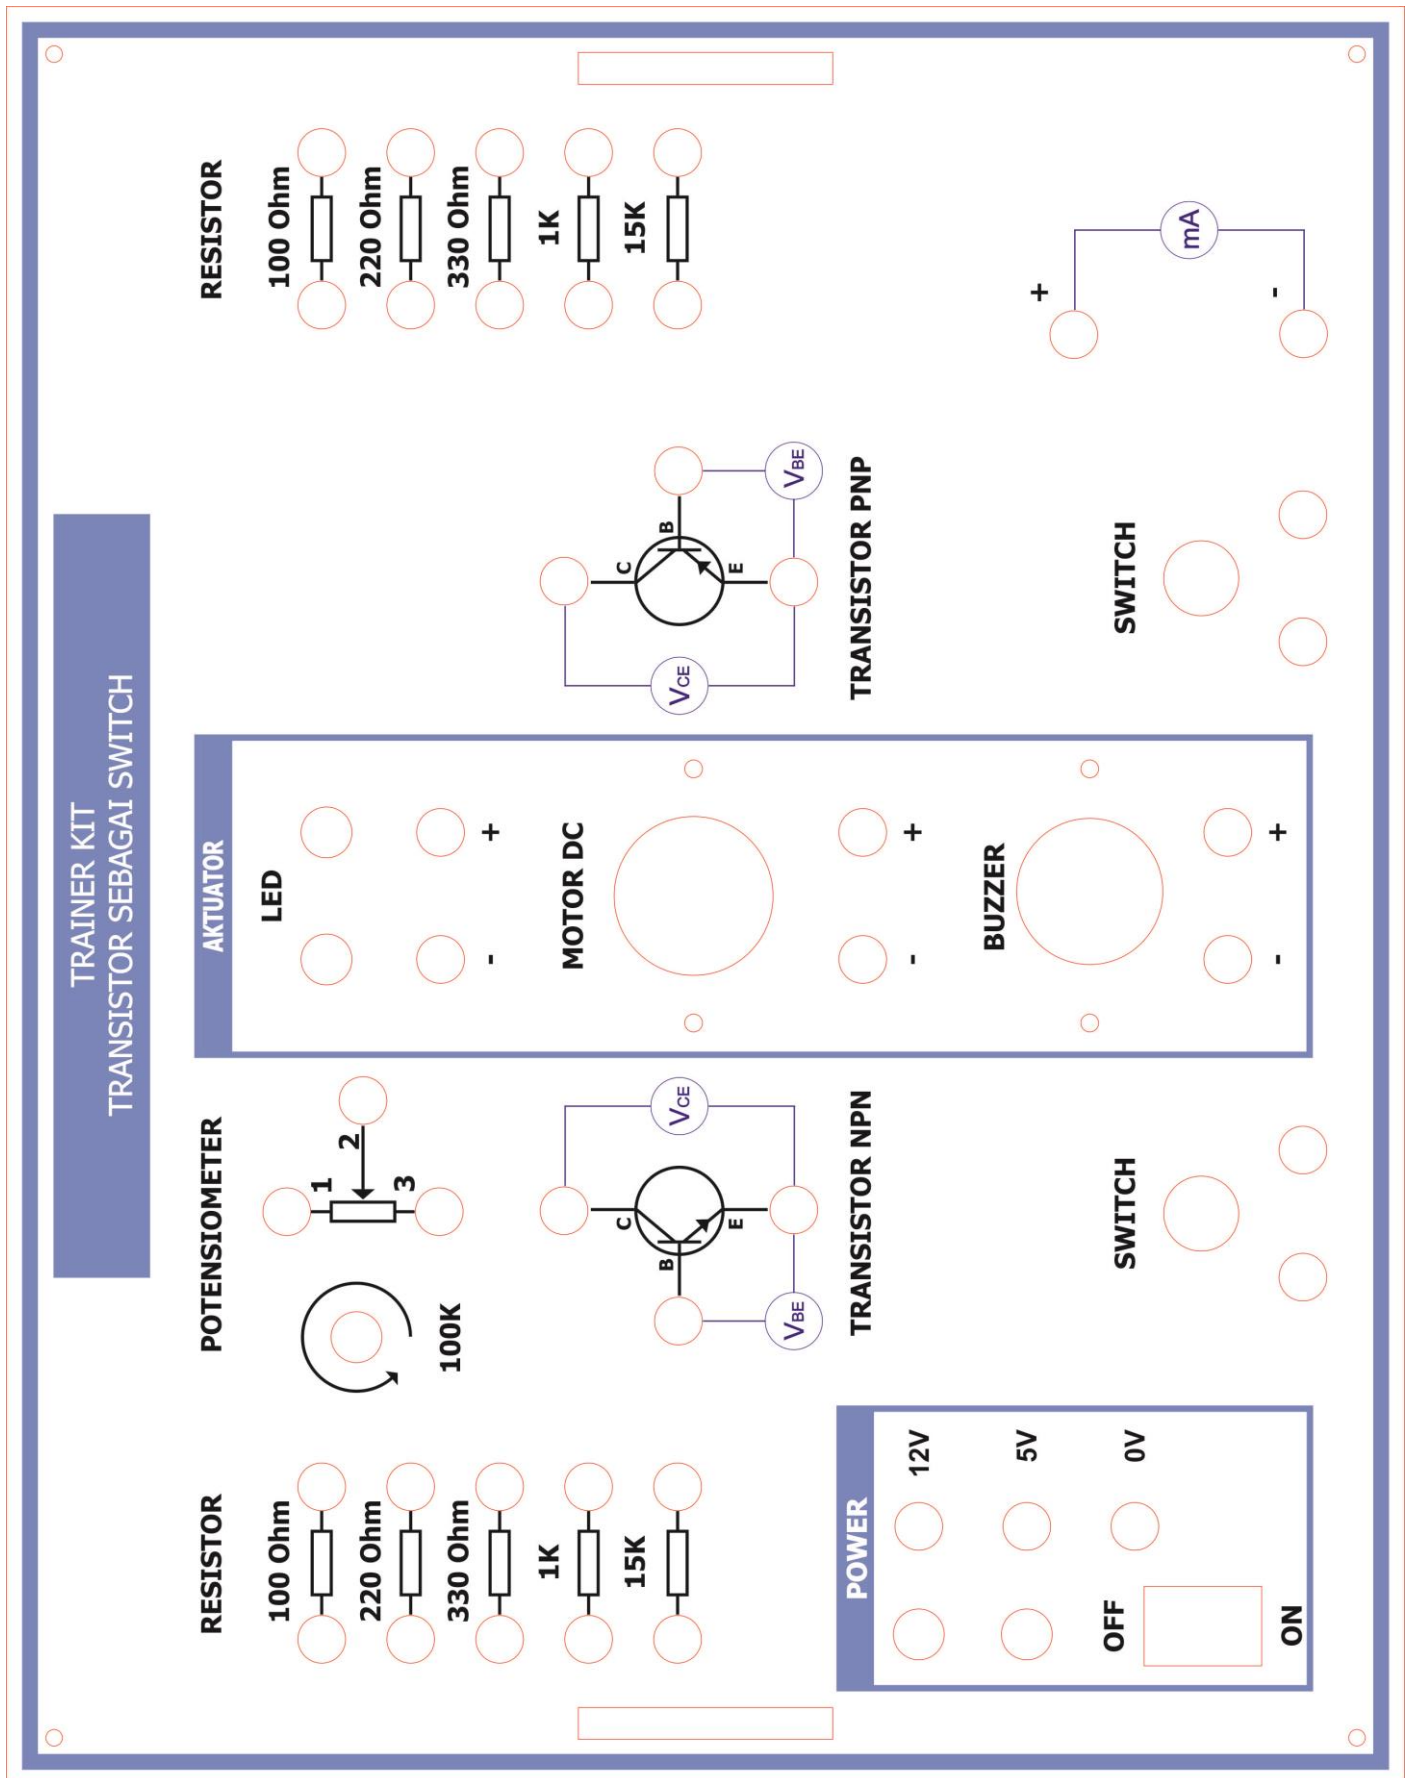 TRAINER KIT
TRANSISTOR SEBAGAI SWITCH
RESISTOR
100 Ohm
220 Ohm
330 Ohm
1K
15K
POTENSIOMETER
1
2
3
100K
B
C
E
VBE
VCE
TRANSISTOR NPN
AKTUATOR
LED
- +
MOTOR DC
- +
BUZZER
- +
C
B
E
VCE
VBE
TRANSISTOR PNP
RESISTOR
100 Ohm
220 Ohm
330 Ohm
1K
15K
POWER
12V
5V
0V
OFF
ON
SWITCH
SWITCH
+
mA
-